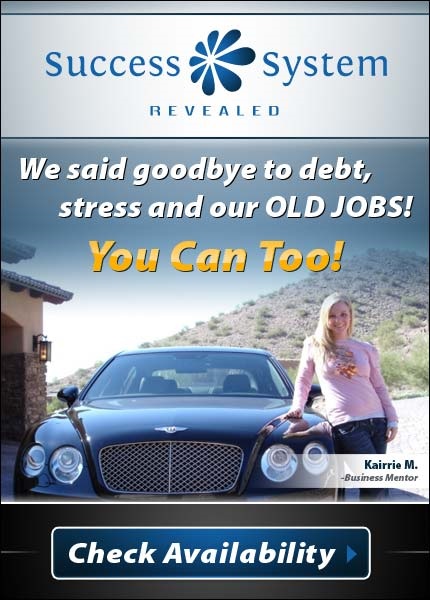 Success System
REVEALED
We said goodbye to debt,
stress and our OLD JOBS!
You Can Too!
Kairrie M.
-Business Mentor
Check Availability